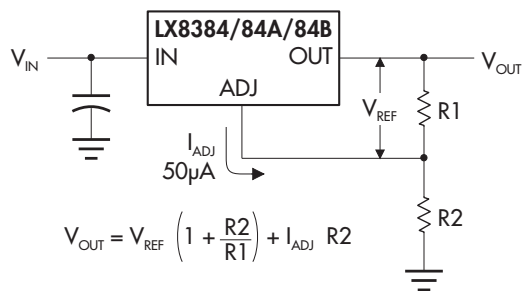 LX8384/84A/84B
V_IN IN OUT V_OUT
ADJ
V_REF R1
I_ADJ
50µA
R2
V_OUT = V_REF (1 + R2/R1) + I_ADJ R2